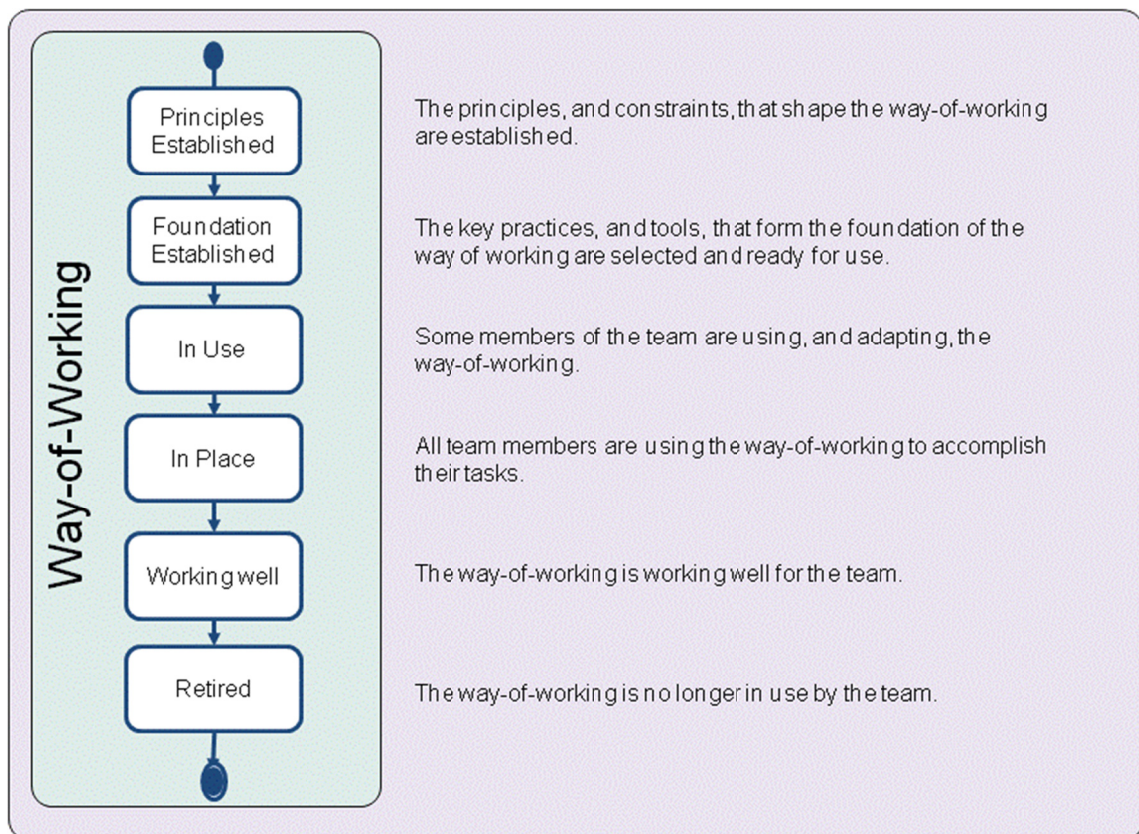 Way-of-Working
Principles
Established
The principles, and constraints, that shape the way-of-working
are established.
Foundation
Established
The key practices, and tools, that form the foundation of the
way of working are selected and ready for use.
In Use
Some members of the team are using, and adapting, the
way-of-working.
In Place
All team members are using the way-of-working to accomplish
their tasks.
Working well
The way-of-working is working well for the team.
Retired
The way-of-working is no longer in use by the team.